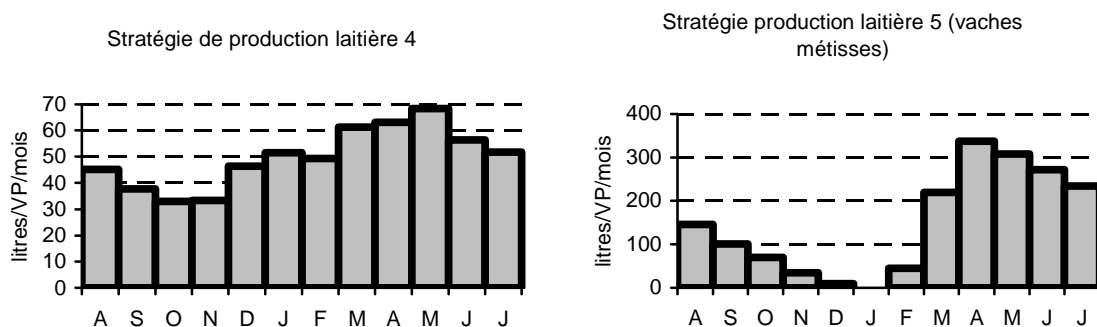 Stratégie de production laitière 4
litres/VP/mois
70
60
50
40
30
20
10
0
A S O N D J F M A M J J
Stratégie production laitière 5 (vaches
métisses)
litres/VP/mois
400
300
200
100
0
A S O N D J F M A M J J